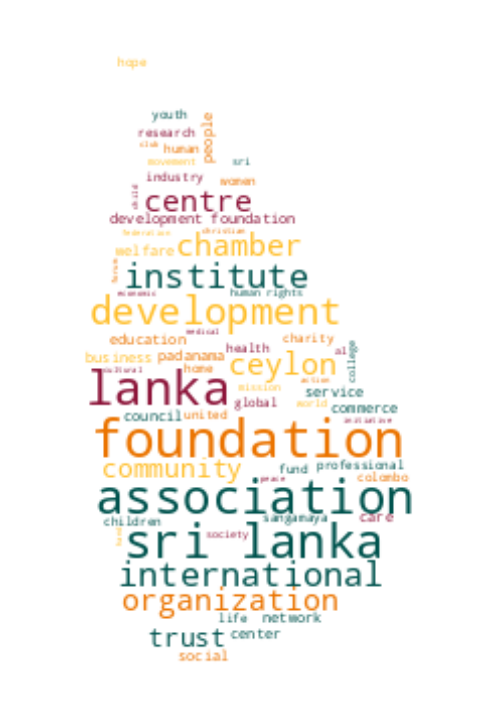 hope
youth
people
research
club
human
movement
sri
industry
women
child
centre
development foundation
christian
federation
welfare
chamber
forum
institute
economic
human rights
development
medical
education
charity
health
al
college
business
padanama
ceylon
cultural
home
action
lanka
mission
service
global
world
commerce
council
united
initiative
foundation
community
fund
professional
peace
colombo
association
children
sangamaya
care
sri lanka
society
international
organization
life
network
trust
center
social